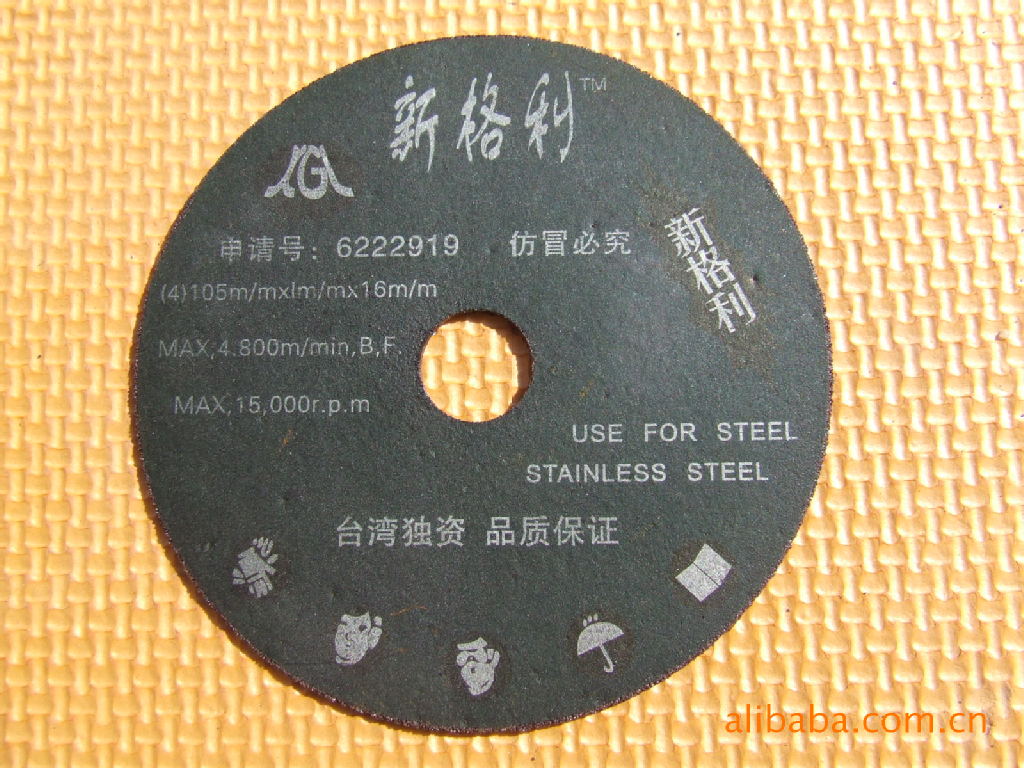 新格利™
XGL
申请号：6222919 仿冒必究
新格利
(4)105m/mxlm/mx16m/m
MAX,4.800m/min,B,F.
MAX,15,000r.p.m
USE FOR STEEL
STAINLESS STEEL
台湾独资 品质保证
alibaba.com.cn